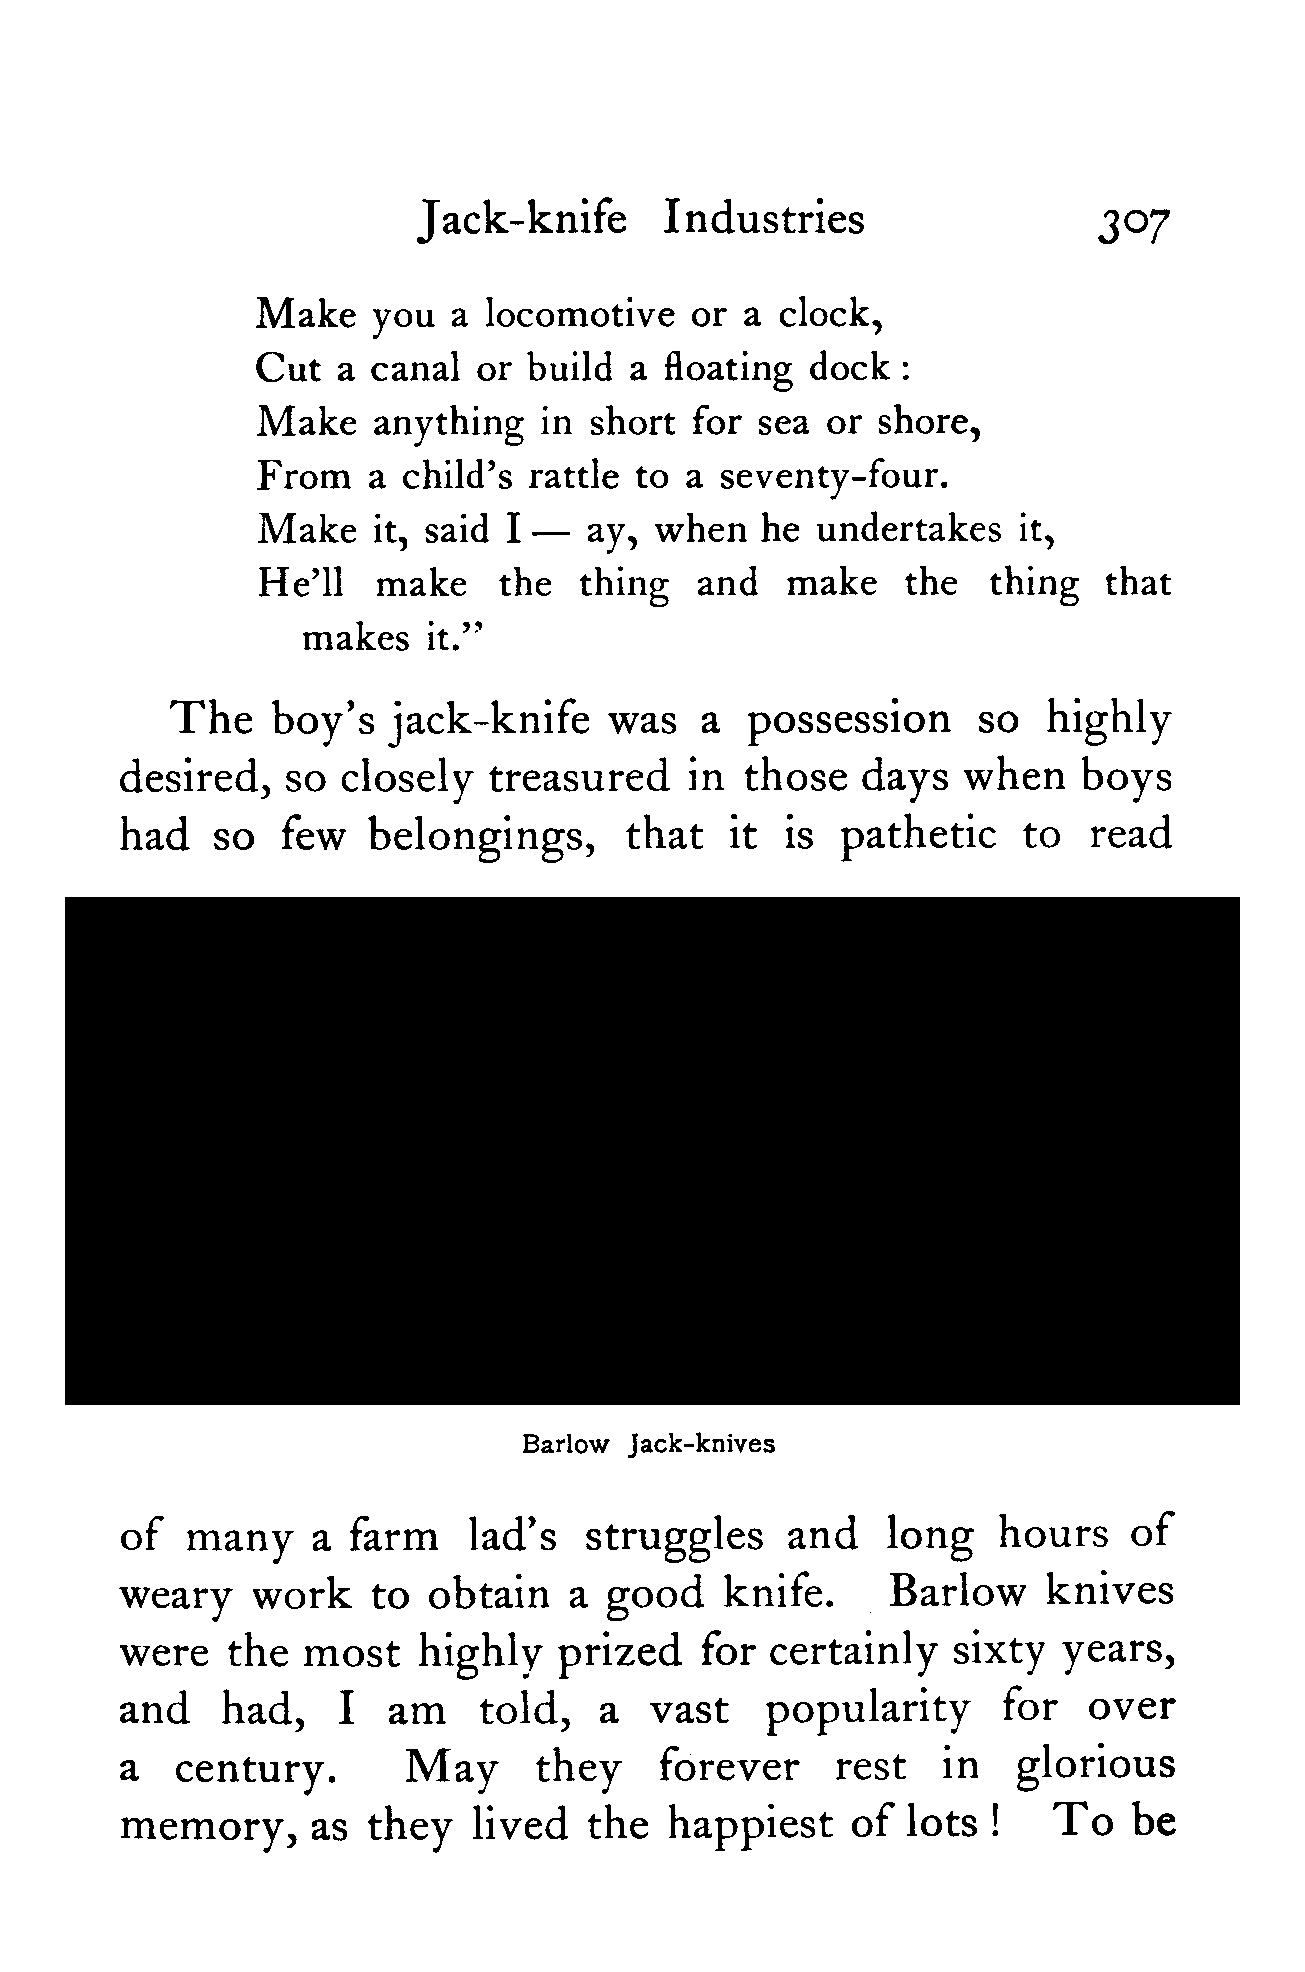 Jack-knife Industries 307
Make you a locomotive or a clock,
Cut a canal or build a floating dock :
Make anything in short for sea or shore,
From a child's rattle to a seventy-four.
Make it, said I — ay, when he undertakes it,
He'll make the thing and make the thing that
makes it."
The boy's jack-knife was a possession so highly
desired, so closely treasured in those days when boys
had so few belongings, that it is pathetic to read
Barlow Jack-knives
of many a farm lad's struggles and long hours of
weary work to obtain a good knife. Barlow knives
were the most highly prized for certainly sixty years,
and had, I am told, a vast popularity for over
a century. May they forever rest in glorious
memory, as they lived the happiest of lots ! To be